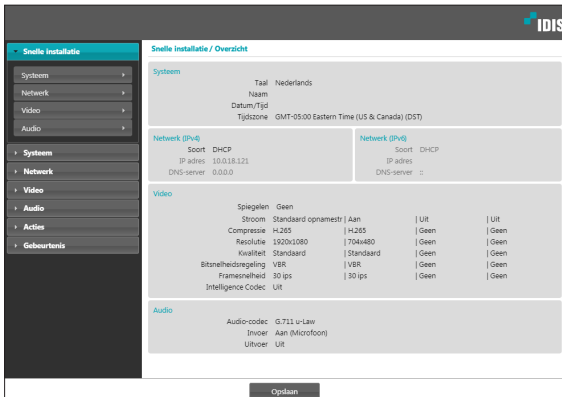 IDIS
Snelle installatie
Systeem
Netwerk
Video
Audio
Systeem
Netwerk
Video
Audio
Acties
Gebeurtenis
Snelle installatie / Overzicht
Systeem
Taal Nederlands
Naam
Datum/Tijd
Tijdszone GMT-05:00 Eastern Time (US & Canada) (DST)
Netwerk (IPv4)
Soort DHCP
IP adres 10.0.18.121
DNS-server 0.0.0.0
Netwerk (IPv6)
Soort DHCP
IP adres
DNS-server ::
Video
Spiegelen Geen
Stroom Standaard opnamestr | Aan | Uit | Uit
Compressie H.265 | H.265 | Geen | Geen
Resolutie 1920x1080 | 704x480 | Geen | Geen
Kwaliteit Standaard | Standaard | Geen | Geen
Bitsnelheidsregeling VBR | VBR | Geen | Geen
Framesnelheid 30 ips | 30 ips | Geen | Geen
Intelligence Codec Uit
Audio
Audio-codec G.711 u-Law
Invoer Aan (Microfoon)
Uitvoer Uit
Opslaan